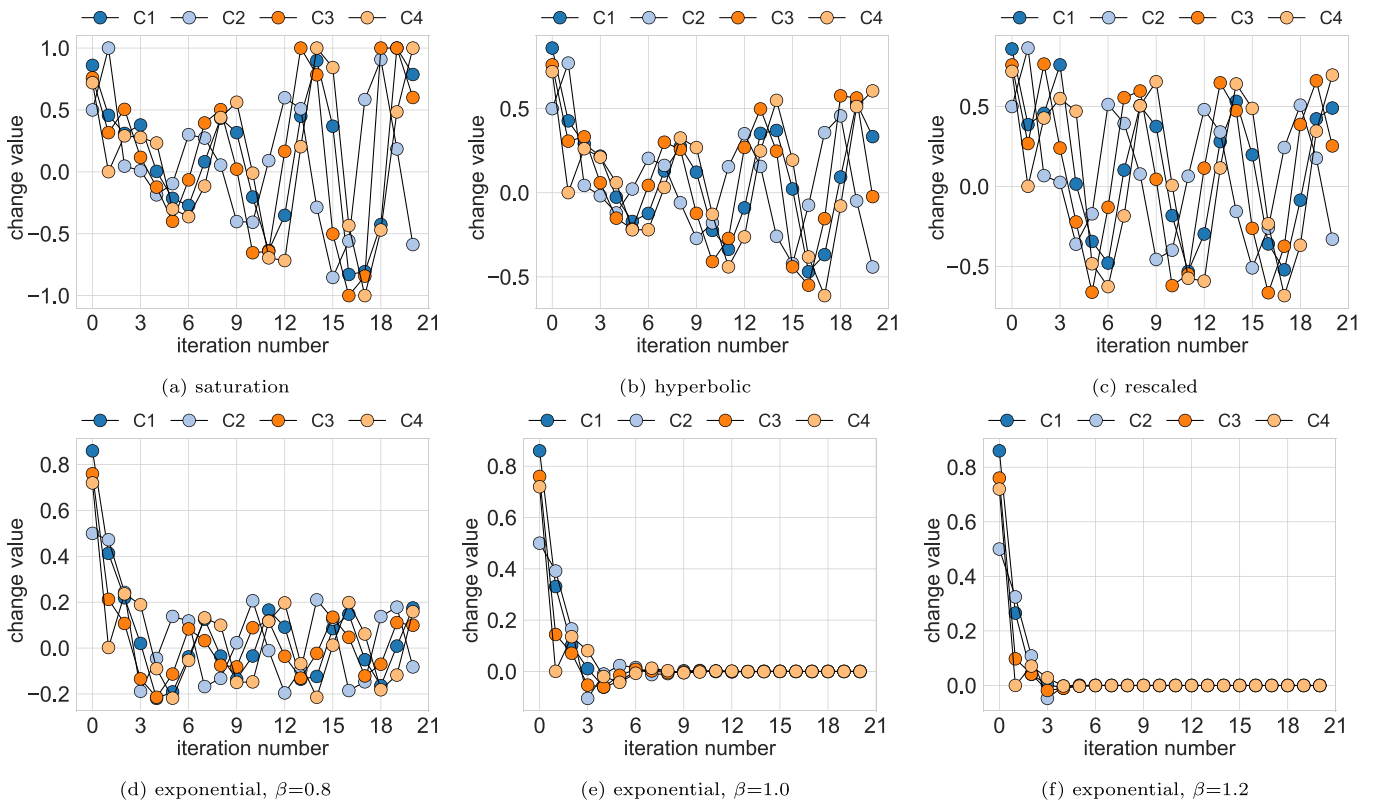 C1 C2 C3 C4
C1 C2 C3 C4
C1 C2 C3 C4
change value
1.0
0.5
0.0
−0.5
−1.0
0 3 6 9 12 15 18 21
iteration number
(a) saturation
change value
0.5
0.0
−0.5
0 3 6 9 12 15 18 21
iteration number
(b) hyperbolic
change value
0.5
0.0
−0.5
0 3 6 9 12 15 18 21
iteration number
(c) rescaled
C1 C2 C3 C4
C1 C2 C3 C4
C1 C2 C3 C4
change value
0.8
0.6
0.4
0.2
0.0
−0.2
0 3 6 9 12 15 18 21
iteration number
(d) exponential, β=0.8
change value
0.8
0.6
0.4
0.2
0.0
0 3 6 9 12 15 18 21
iteration number
(e) exponential, β=1.0
change value
0.8
0.6
0.4
0.2
0.0
0 3 6 9 12 15 18 21
iteration number
(f) exponential, β=1.2